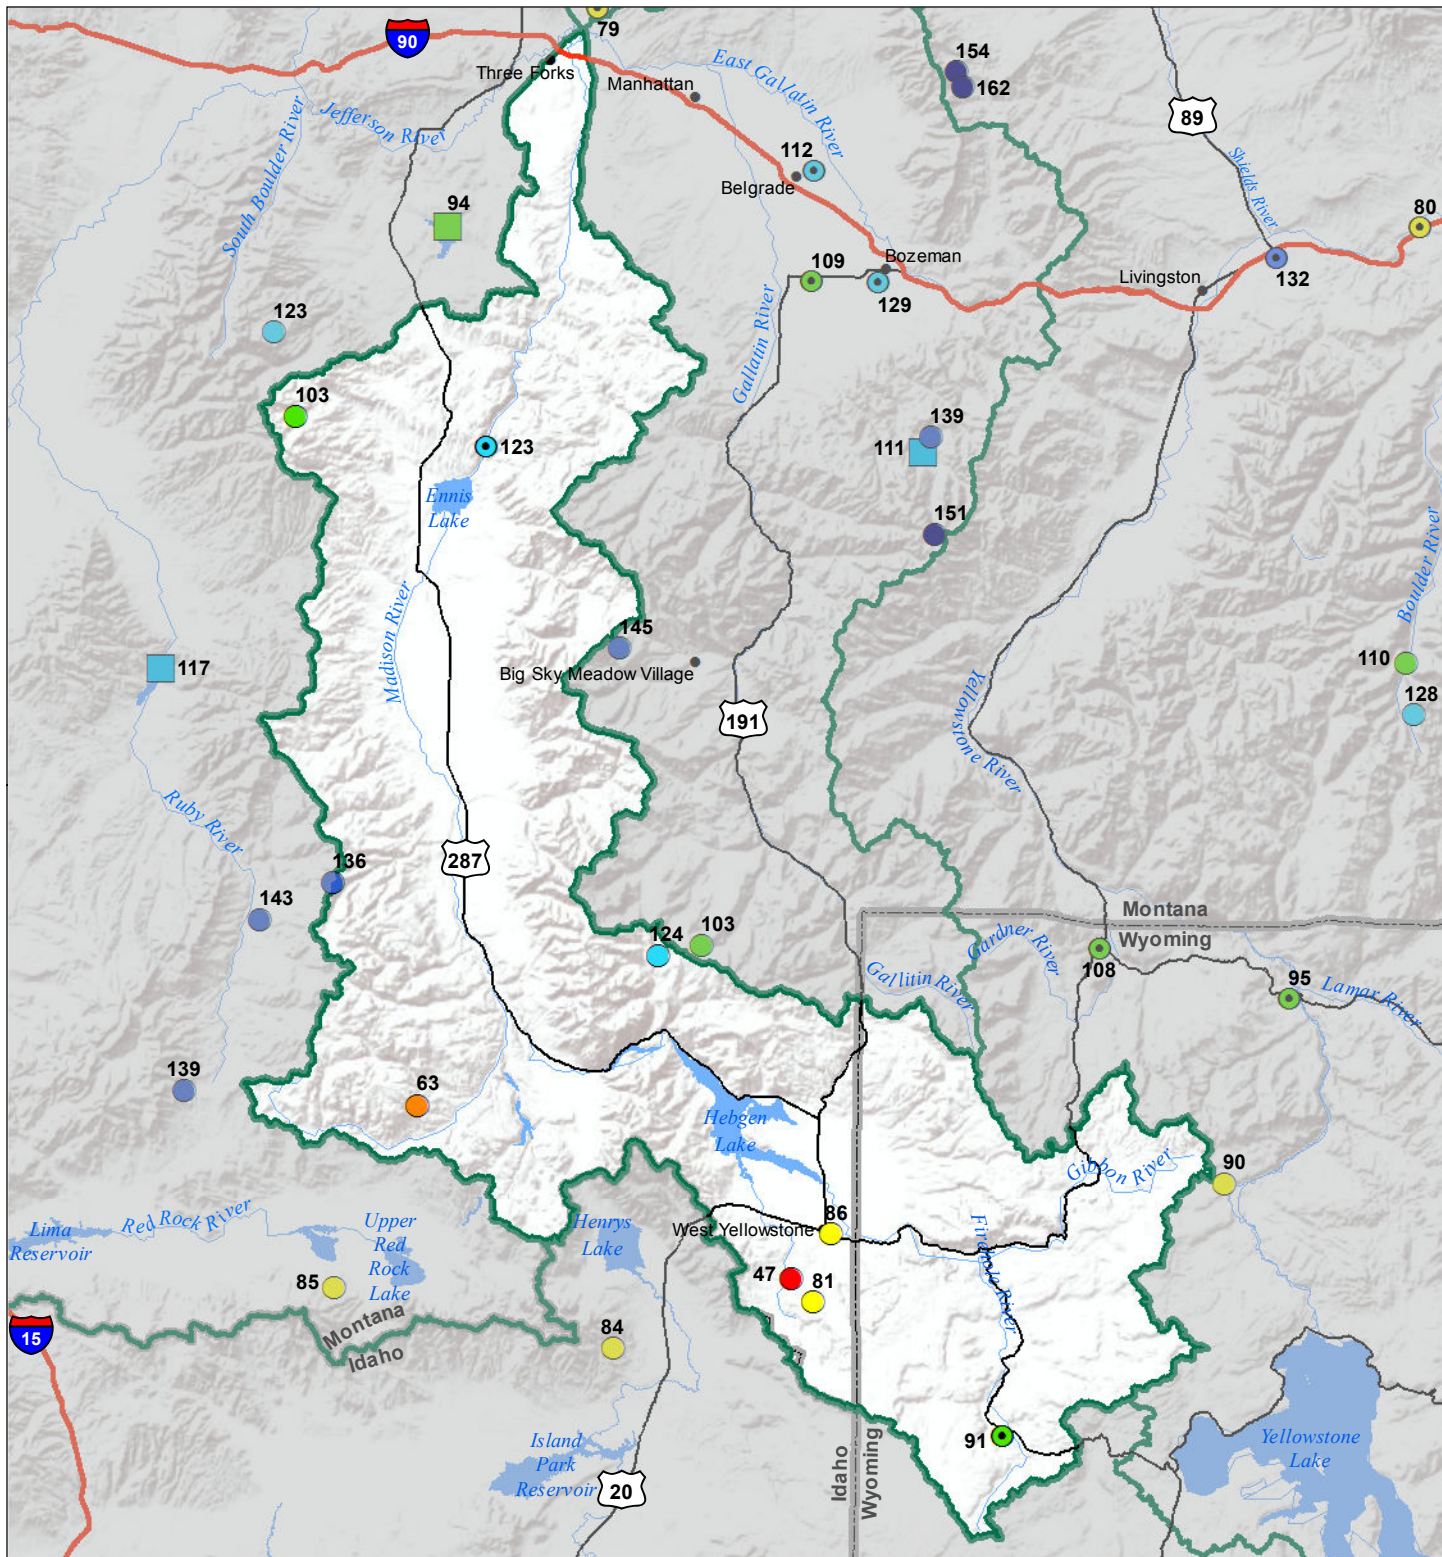 79
90
154
Three Forks
East Gallatin River
162
Manhattan
89
Jefferson River
South Boulder River
112
Belgrade
Shields River
94
80
109
Bozeman
129
Livingston
132
123
Gallatin River
103
139
123
111
Ennis
Lake
151
Boulder River
Madison River
145
117
Big Sky Meadow Village
110
191
128
Yellowstone River
Ruby River
136
287
143
124
103
Montana
Wyoming
Gardner River
108
Gallitin River
95
Lamar River
139
63
Hebgen
Lake
Gibbon River
90
86
West Yellowstone
Firehole River
Lima
Reservoir
Red Rock River
Upper
Red
Rock
Lake
Henrys
Lake
47
81
85
Montana
Idaho
15
84
91
Island
Park
Reservoir
20
Idaho
Wyoming
Yellowstone
Lake